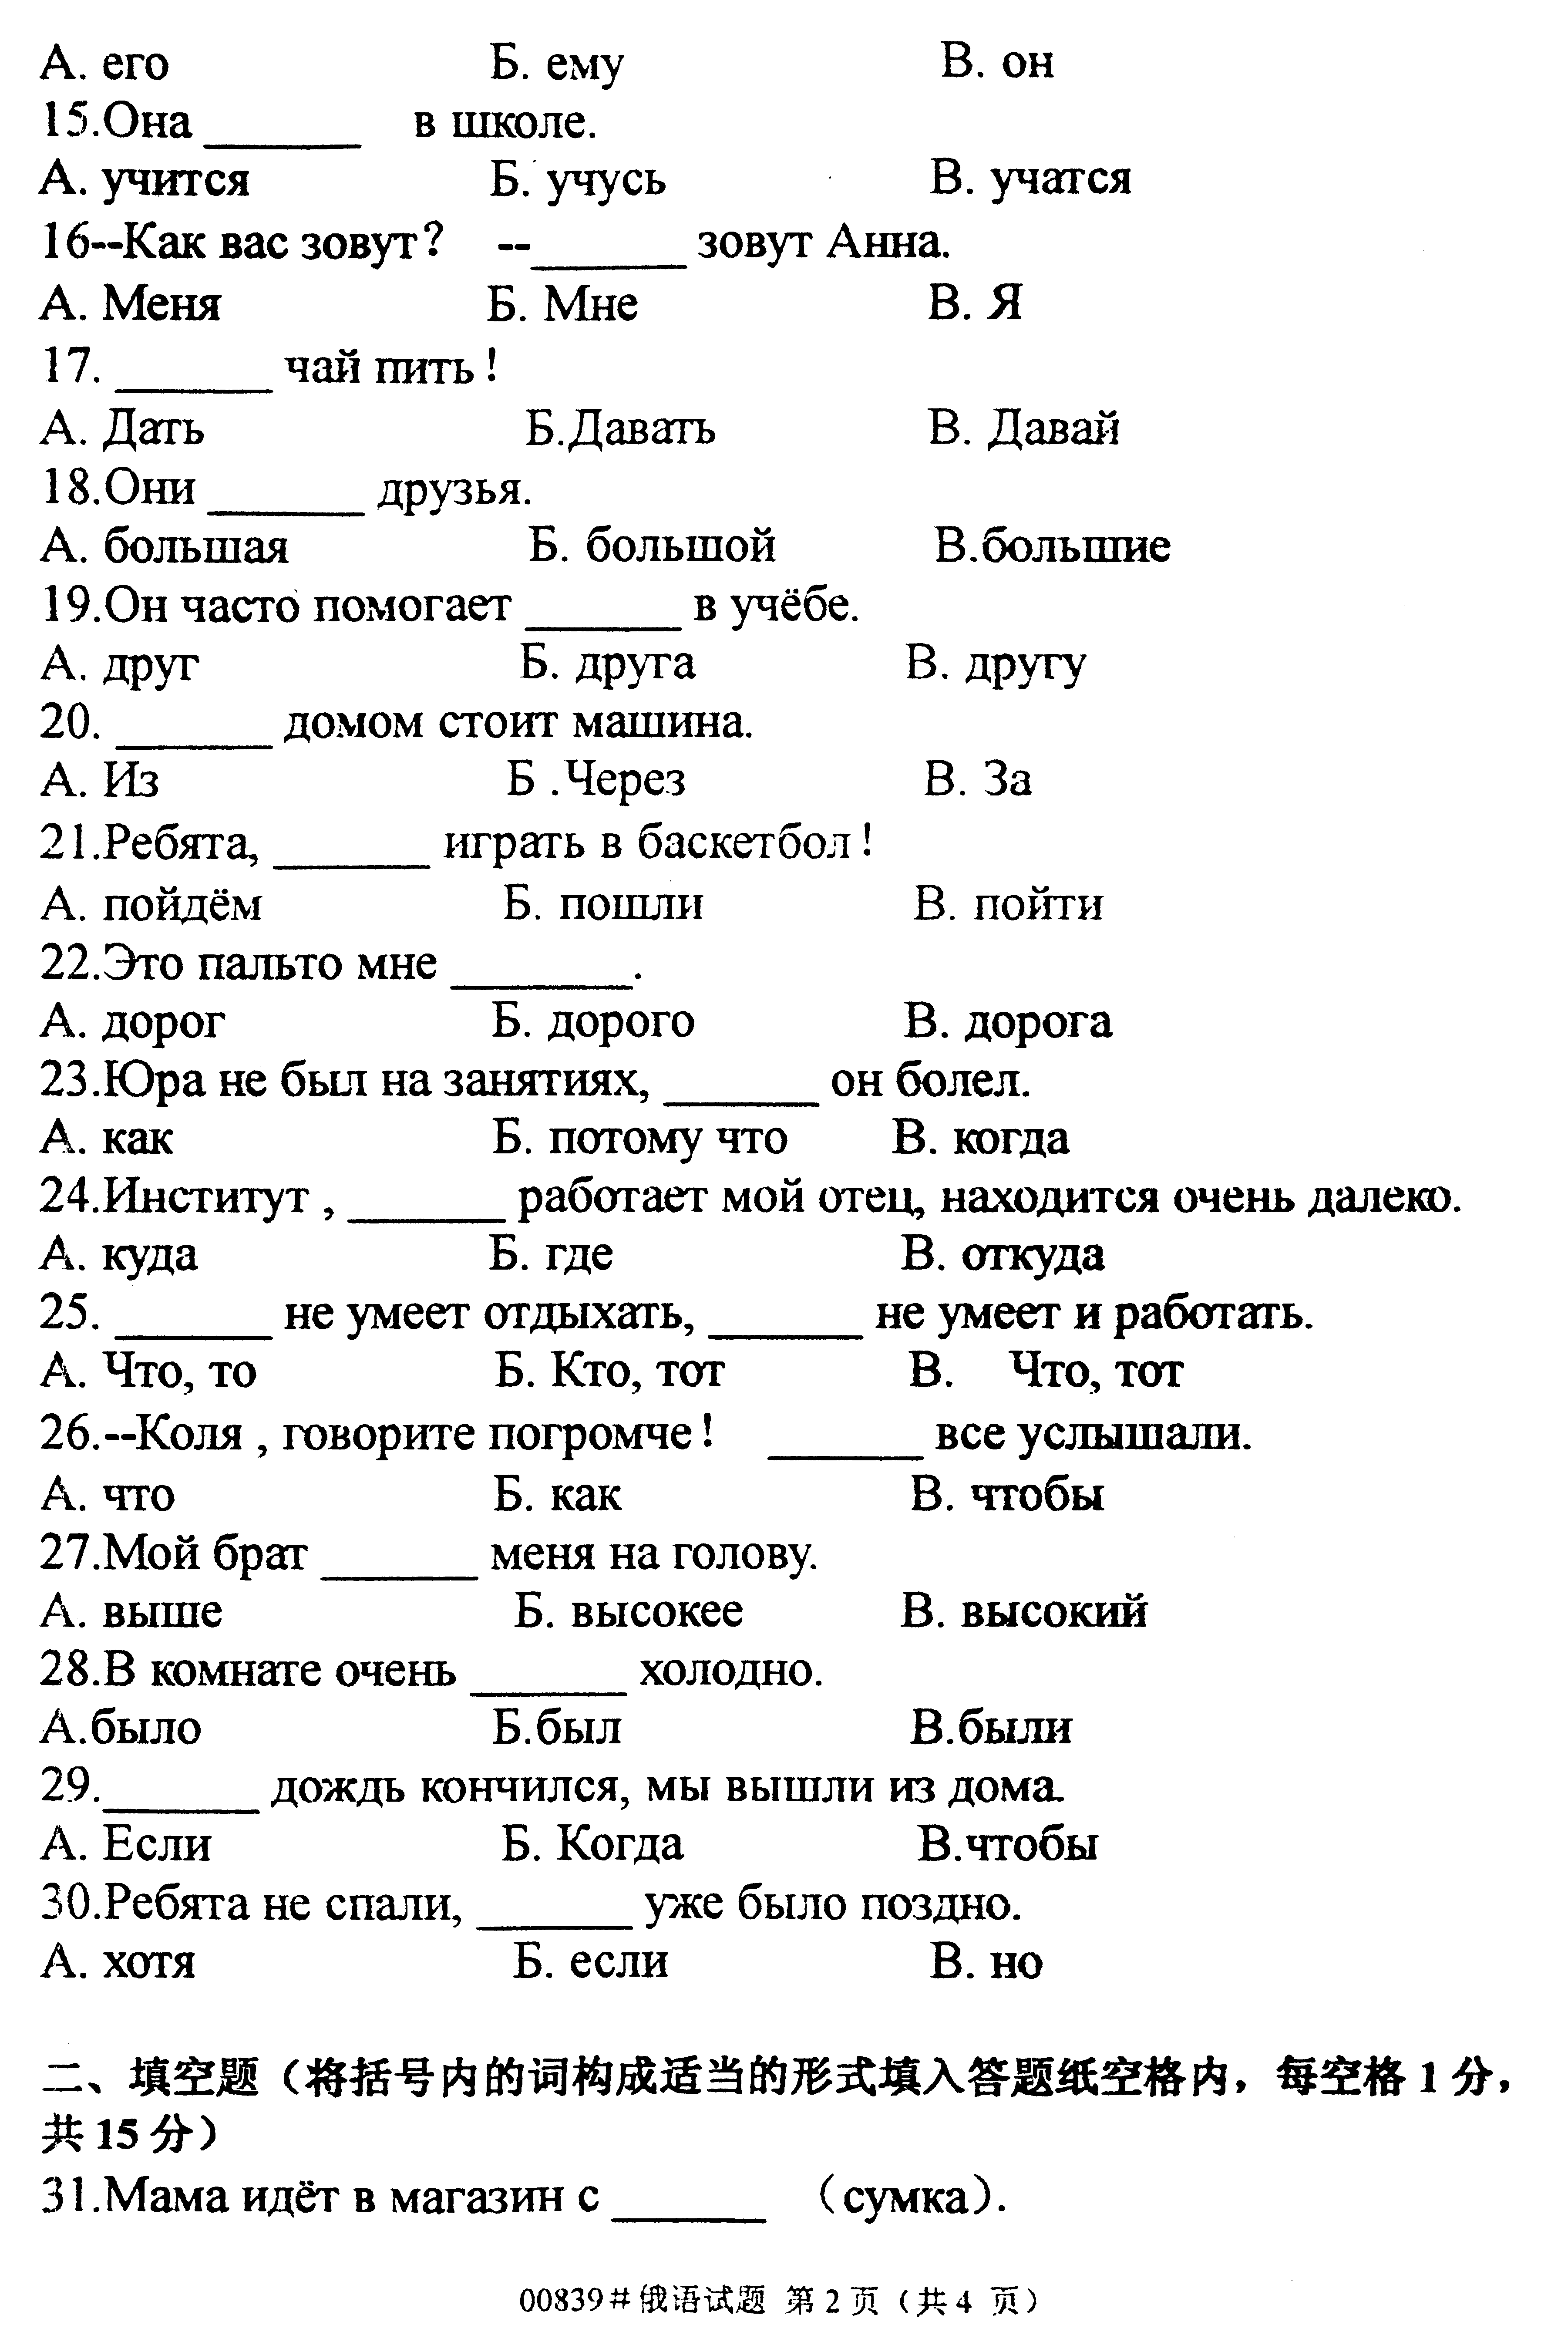 А. его Б. ему В. он
15.Она ______ в школе.
А. учится Б. учусь В. учатся
16--Как вас зовут? --______ зовут Анна.
А. Меня Б. Мне В. Я
17. ______ чай пить!
А. Дать Б.Давать В. Давай
18.Они ______ друзья.
А. большая Б. большой В.большие
19.Он часто помогает ______ в учёбе.
А. друг Б. друга В. другу
20. ______ домом стоит машина.
А. Из Б .Через В. За
21.Ребята, ______ играть в баскетбол!
А. пойдём Б. пошли В. пойти
22.Это пальто мне _______.
А. дорог Б. дорого В. дорога
23.Юра не был на занятиях, ______ он болел.
А. как Б. потому что В. когда
24.Институт , ______ работает мой отец, находится очень далеко.
А. куда Б. где В. откуда
25. ______ не умеет отдыхать, ______ не умеет и работать.
А. Что, то Б. Кто, тот В. Что, тот
26.--Коля , говорите погромче! ______ все услышали.
А. что Б. как В. чтобы
27.Мой брат ______ меня на голову.
А. выше Б. высокее В. высокий
28.В комнате очень ______ холодно.
А.было Б.был В.были
29.______ дождь кончился, мы вышли из дома.
А. Если Б. Когда В.чтобы
30.Ребята не спали, ______ уже было поздно.
А. хотя Б. если В. но
二、填空题（将括号内的词构成适当的形式填入答题纸空格内，每空格 1 分，
共 15 分）
31.Мама идёт в магазин с ______ （сумка）.
00839＃俄语试题 第 2 页（共 4 页）